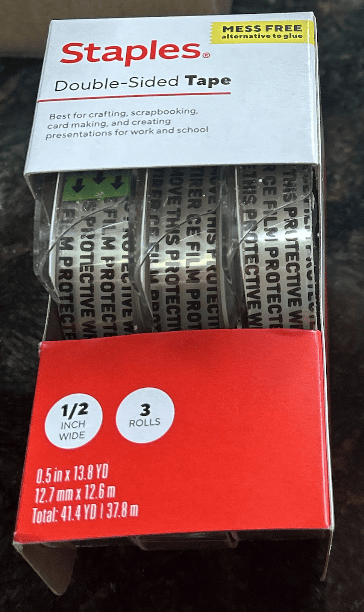 MESS FREE
alternative to glue
Staples®
Double-Sided Tape
Best for crafting, scrapbooking,
card making, and creating
presentations for work and school
1/2
INCH
WIDE
3
ROLLS
0.5 in x 13.8 YD
12.7 mm x 12.6 m
Total: 41.4 YD | 37.8 m